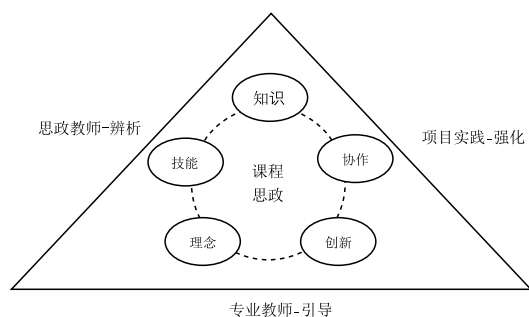 知识
思政教师-辨析
项目实践-强化
技能
协作
课程
思政
理念
创新
专业教师-引导